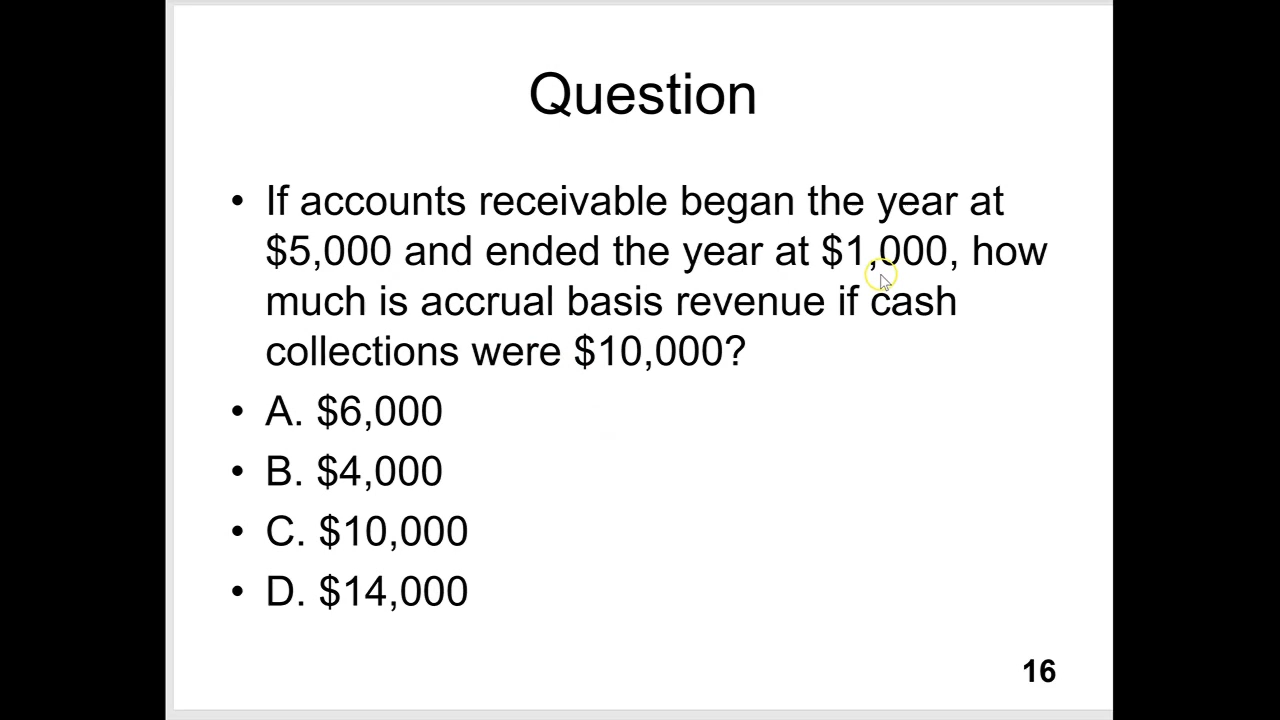 Question
• If accounts receivable began the year at
$5,000 and ended the year at $1,000, how
much is accrual basis revenue if cash
collections were $10,000?
• A. $6,000
• B. $4,000
• C. $10,000
• D. $14,000
16